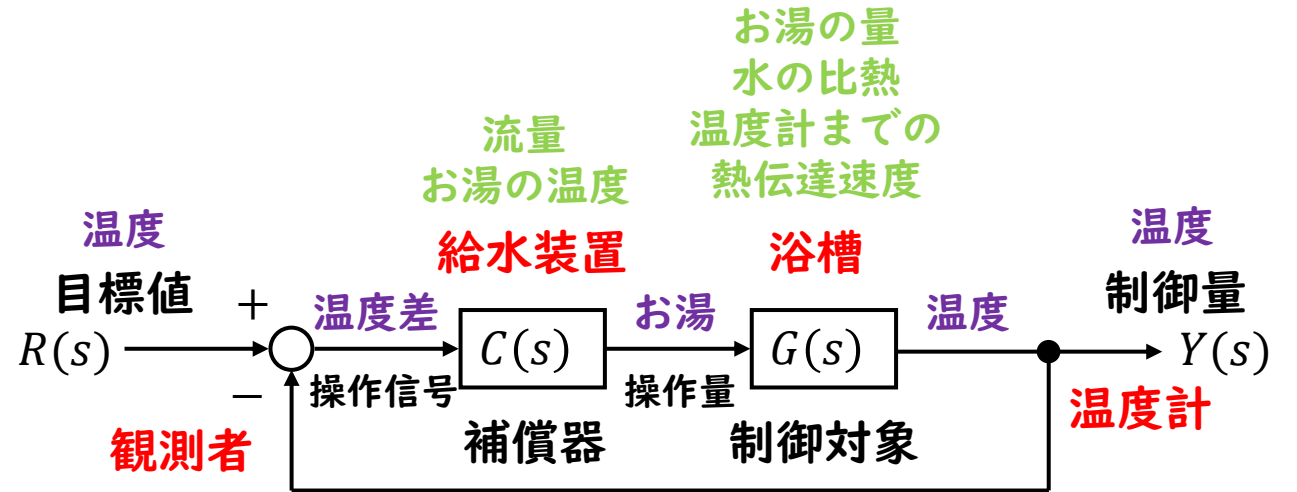 お湯の量
水の比熱
温度計までの
熱伝達速度
流量
お湯の温度
給水装置
浴槽
温度
目標値
R(s)
+
−
観測者
温度差
操作信号
C(s)
補償器
お湯
操作量
G(s)
制御対象
温度
温度
制御量
Y(s)
温度計